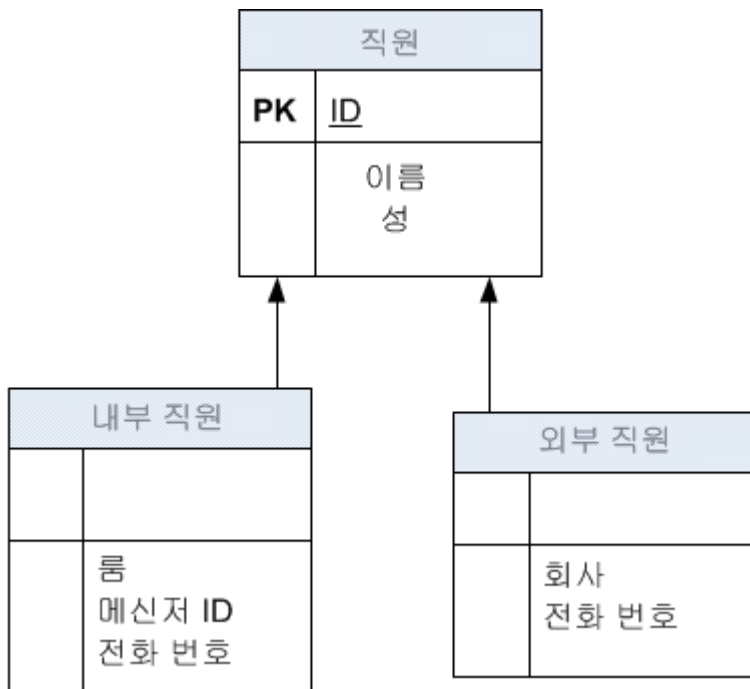 직원
PK ID
이름
성
내부 직원
룸
메신저 ID
전화 번호
외부 직원
회사
전화 번호